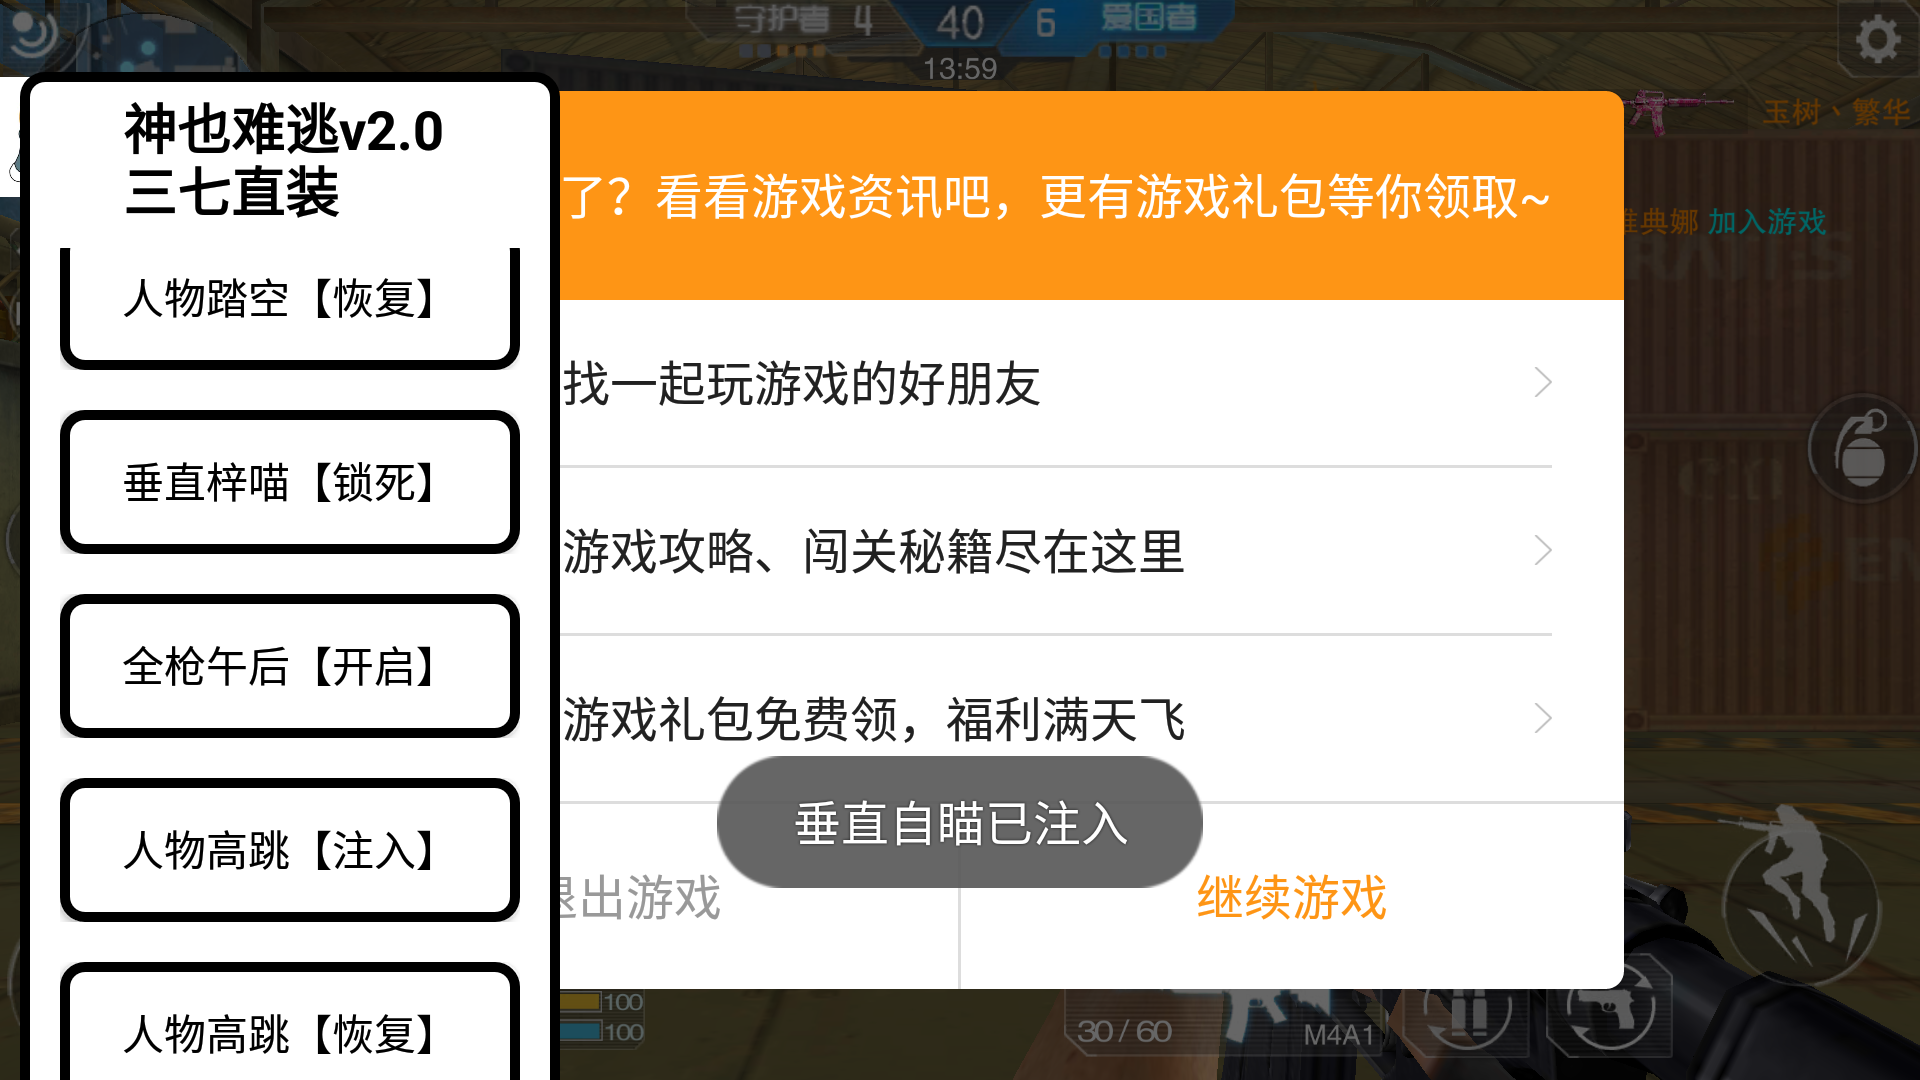 守护者 4 40 6 爱国者
13:59
神也难逃v2.0
三七直装
人物踏空【恢复】
垂直梓喵【锁死】
全枪午后【开启】
人物高跳【注入】
人物高跳【恢复】
了？看看游戏资讯吧，更有游戏礼包等你领取~
找一起玩游戏的好朋友
游戏攻略、闯关秘籍尽在这里
游戏礼包免费领，福利满天飞
垂直自瞄已注入
退出游戏
继续游戏
玉树丶繁华
雅典娜 加入游戏
100
100
30 / 60
M4A1